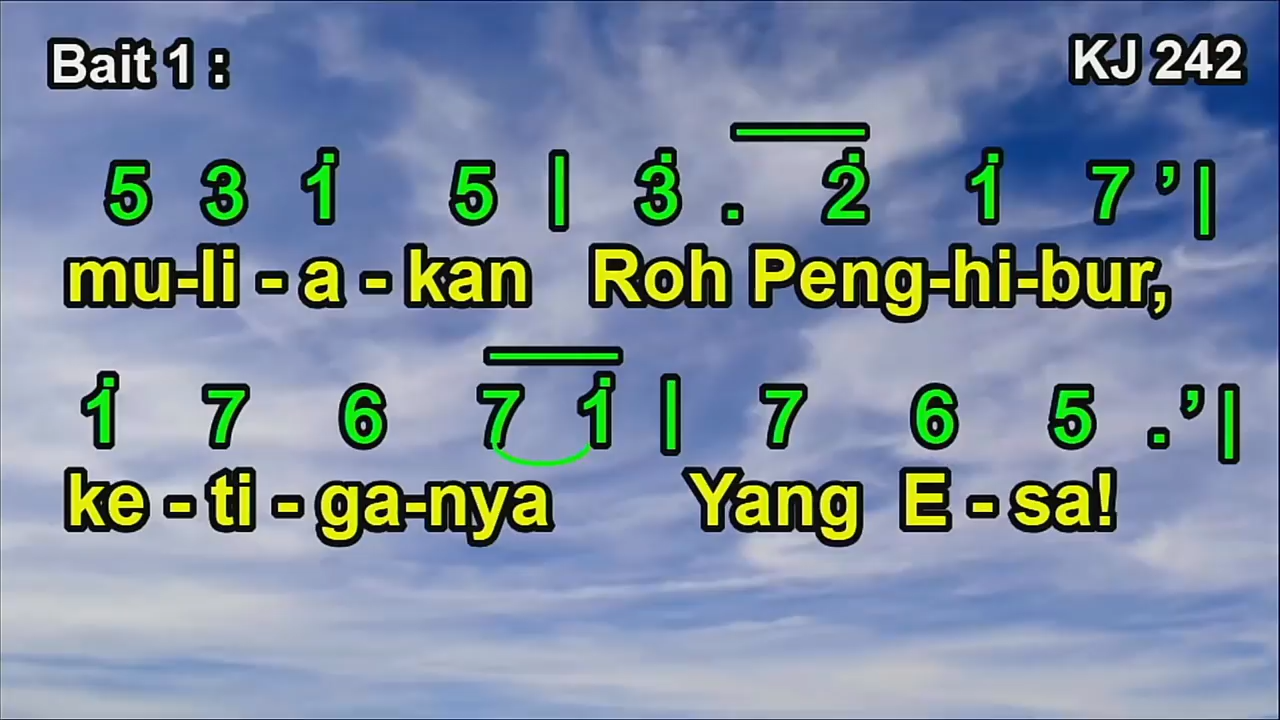 Bait 1 : KJ 242
5 3 1̇ 5 | 3̇ . 2̇ 1̇ 7 ’ |
mu-li - a - kan Roh Peng-hi-bur,
1̇ 7 6 7 1̇ | 7 6 5 . ’ |
ke - ti - ga-nya Yang E - sa!